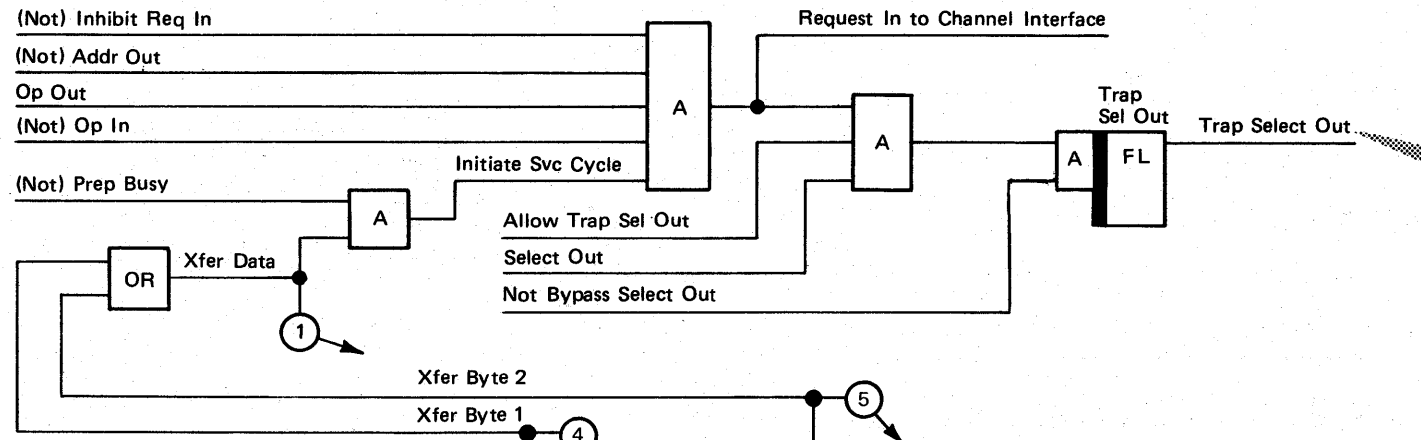 (Not) Inhibit Req In
Request In to Channel Interface
(Not) Addr Out
Op Out
A
Trap
Sel Out
Trap Select Out
(Not) Op In
A
A
FL
Initiate Svc Cycle
(Not) Prep Busy
A
Allow Trap Sel Out
Select Out
Xfer Data
OR
Not Bypass Select Out
1
Xfer Byte 2
5
Xfer Byte 1
4